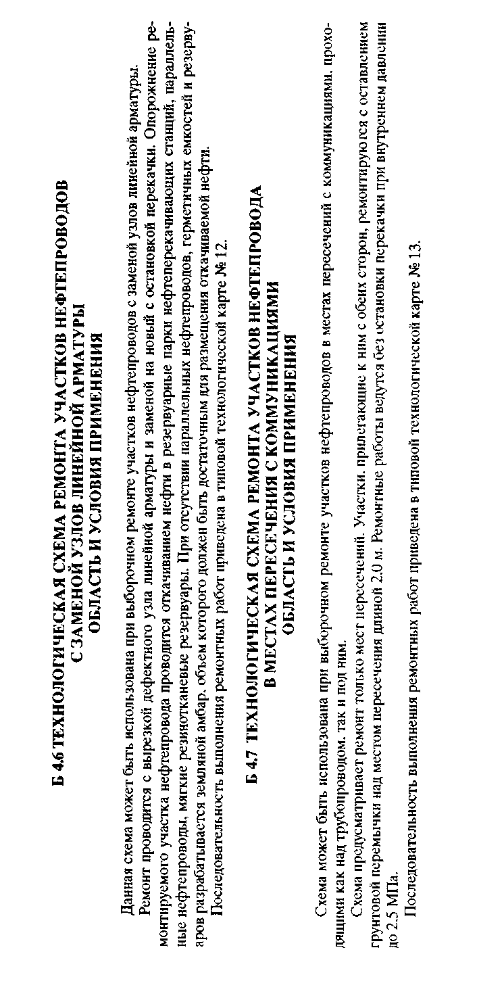 Б 4.6 ТЕХНОЛОГИЧЕСКАЯ СХЕМА РЕМОНТА УЧАСТКОВ НЕФТЕПРОВОДОВ
С ЗАМЕНОЙ УЗЛОВ ЛИНЕЙНОЙ АРМАТУРЫ
ОБЛАСТЬ И УСЛОВИЯ ПРИМЕНЕНИЯ
Данная схема может быть использована при выборочном ремонте участков нефтепроводов с заменой узлов линейной арматуры.
Ремонт проводится с вырезкой дефектного узла линейной арматуры и заменой на новый с остановкой перекачки. Опорожнение ре-
монтируемого участка нефтепровода проводится откачиванием нефти в резервуарные парки нефтеперекачивающих станций, параллель-
ные нефтепроводы, мягкие резинотканевые резервуары. При отсутствии параллельных нефтепроводов, герметичных емкостей и резерву-
аров разрабатывается земляной амбар, объем которого должен быть достаточным для размещения откачиваемой нефти.
Последовательность выполнения ремонтных работ приведена в типовой технологической карте № 12.
Б 4.7 ТЕХНОЛОГИЧЕСКАЯ СХЕМА РЕМОНТА УЧАСТКОВ НЕФТЕПРОВОДА
В МЕСТАХ ПЕРЕСЕЧЕНИЯ С КОММУНИКАЦИЯМИ
ОБЛАСТЬ И УСЛОВИЯ ПРИМЕНЕНИЯ
Схема может быть использована при выборочном ремонте участков нефтепроводов в местах пересечений с коммуникациями, прохо-
дящими как над трубопроводом, так и под ним.
Схема предусматривает ремонт только мест пересечений. Участки, прилегающие к ним с обеих сторон, ремонтируются с оставлением
грунтовой перемычки над местом пересечения длиной 2.0 м. Ремонтные работы ведутся без остановки перекачки при внутреннем давлении
до 2.5 МПа.
Последовательность выполнения ремонтных работ приведена в типовой технологической карте № 13.